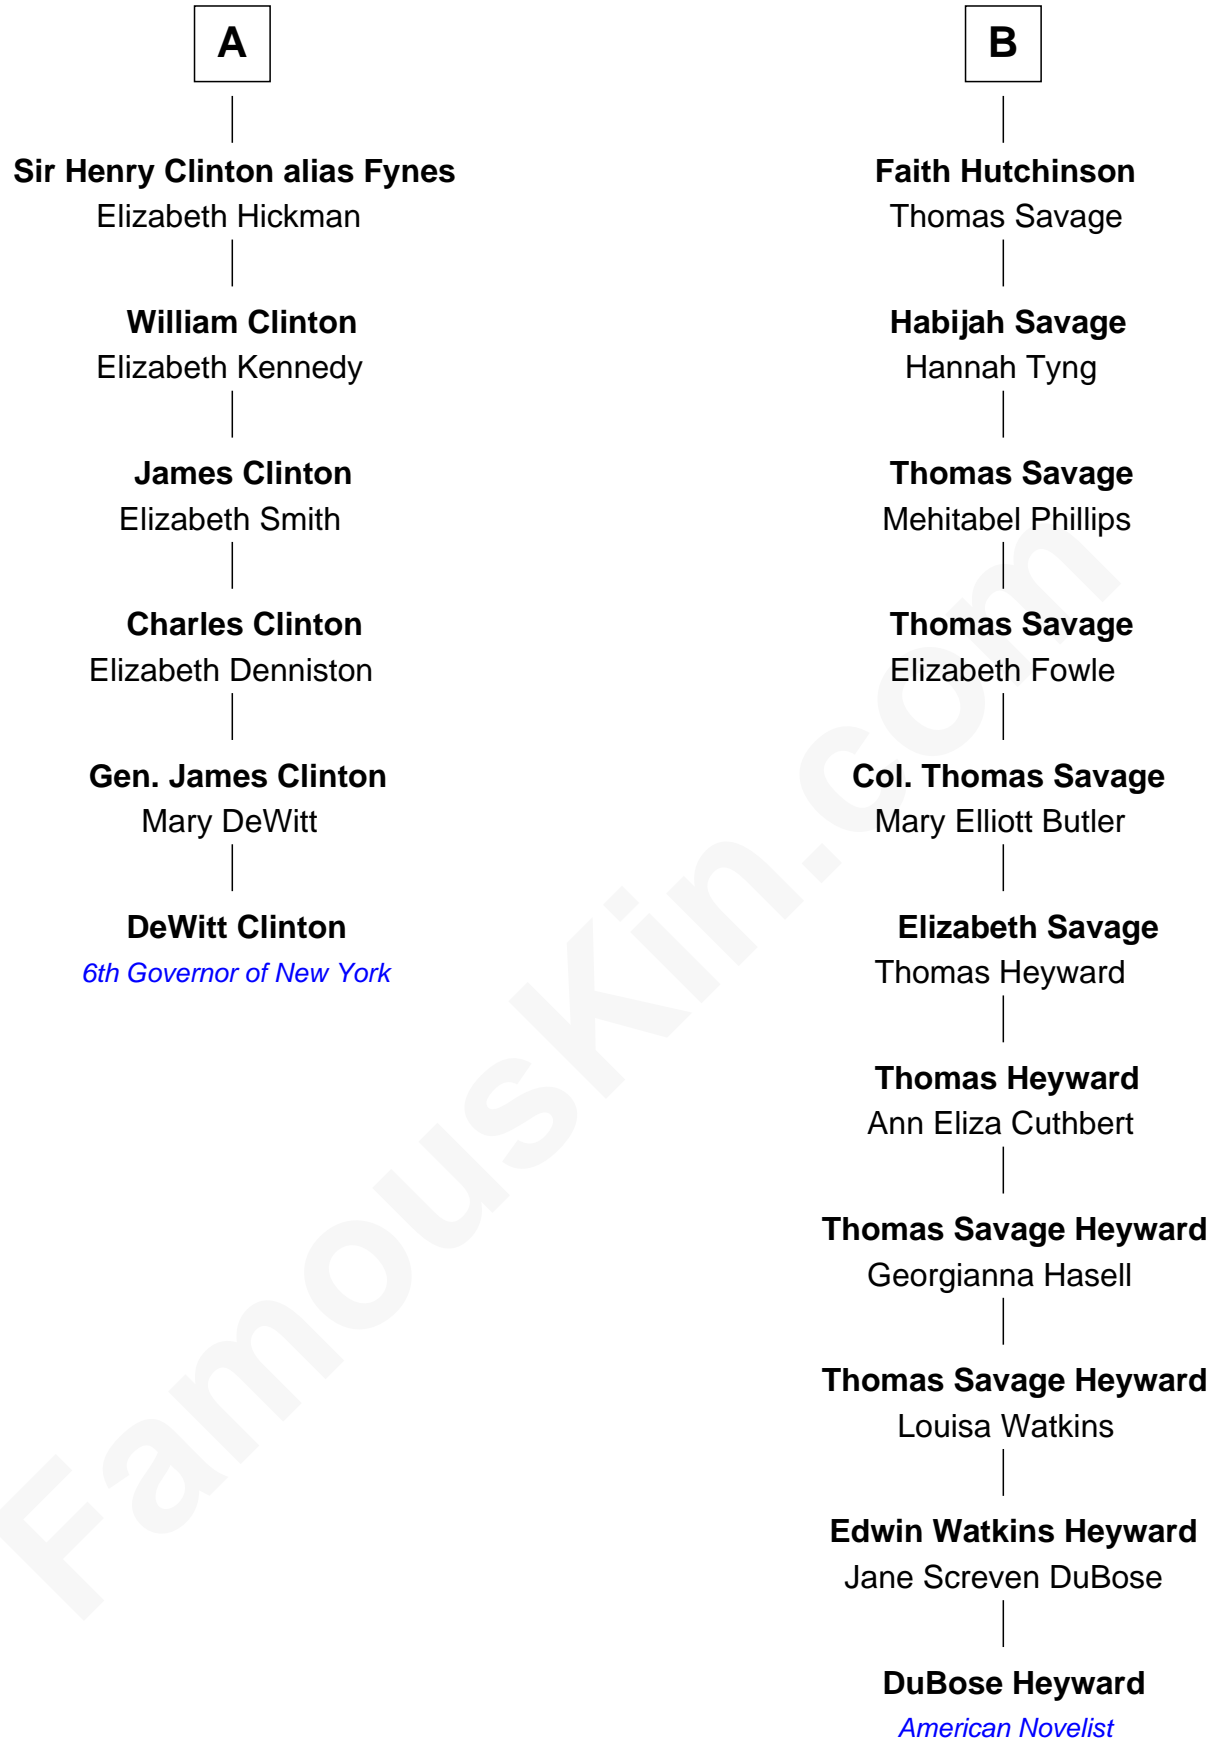 A
Sir Henry Clinton alias Fynes
Elizabeth Hickman
William Clinton
Elizabeth Kennedy
James Clinton
Elizabeth Smith
Charles Clinton
Elizabeth Denniston
Gen. James Clinton
Mary DeWitt
DeWitt Clinton
6th Governor of New York
B
Faith Hutchinson
Thomas Savage
Habijah Savage
Hannah Tyng
Thomas Savage
Mehitabel Phillips
Thomas Savage
Elizabeth Fowle
Col. Thomas Savage
Mary Elliott Butler
Elizabeth Savage
Thomas Heyward
Thomas Heyward
Ann Eliza Cuthbert
Thomas Savage Heyward
Georgianna Hasell
Thomas Savage Heyward
Louisa Watkins
Edwin Watkins Heyward
Jane Screven DuBose
DuBose Heyward
American Novelist
FamousKin.com